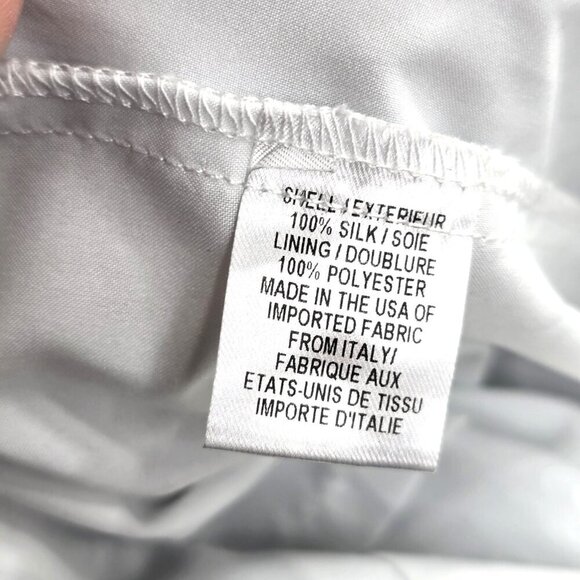 SHELL / EXTERIEUR
100% SILK / SOIE
LINING / DOUBLURE
100% POLYESTER
MADE IN THE USA OF
IMPORTED FABRIC
FROM ITALY/
FABRIQUE AUX
ETATS-UNIS DE TISSU
IMPORTE D'ITALIE